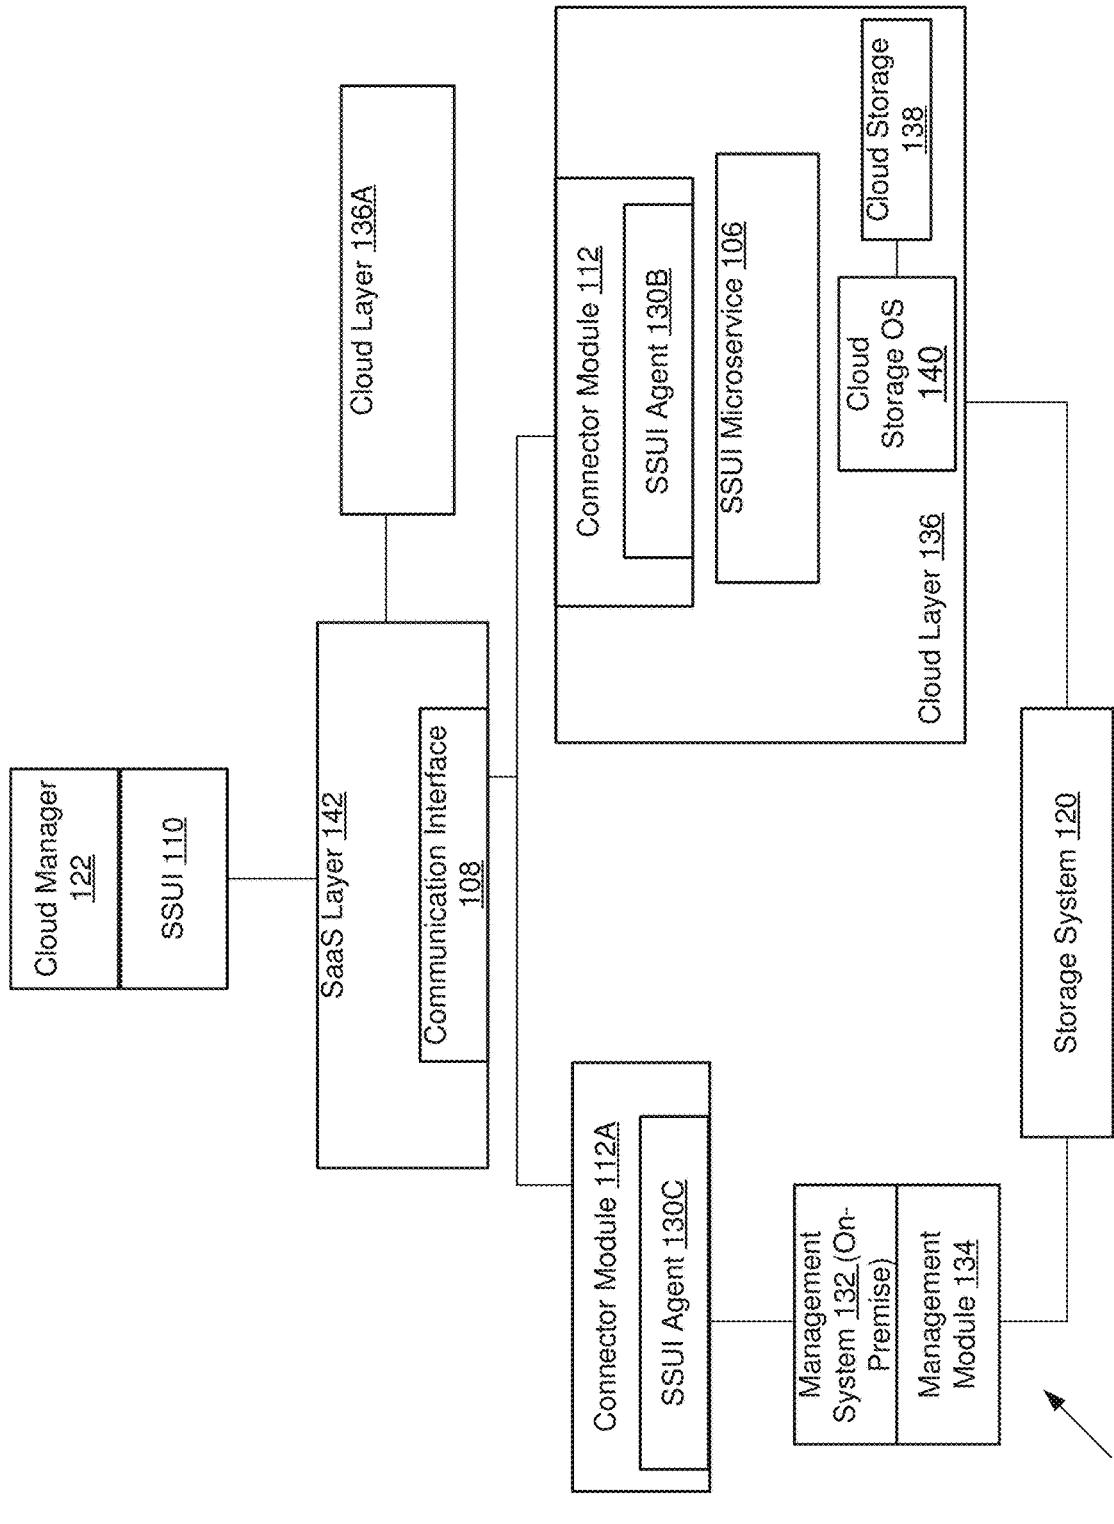 Cloud Manager
122
SSUI 110
SaaS Layer 142
Communication Interface
108
Cloud Layer 136A
Connector Module 112A
SSUI Agent 130C
Management
System 132 (On-
Premise)
Management
Module 134
Connector Module 112
SSUI Agent 130B
SSUI Microservice 106
Cloud
Storage OS
140
Cloud Storage
138
Cloud Layer 136
Storage System 120